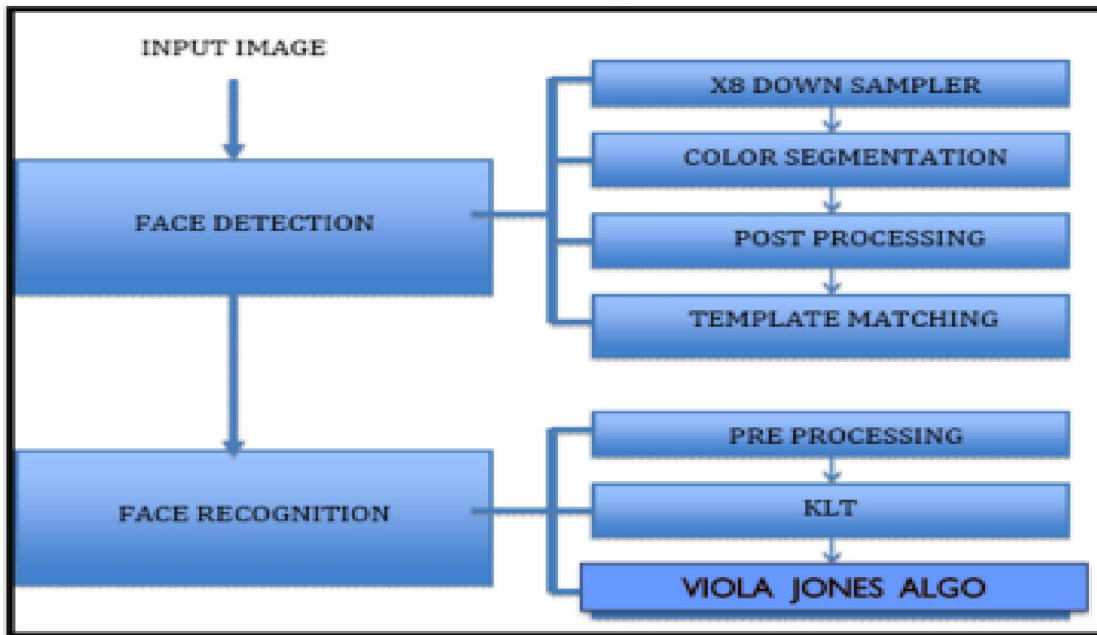 INPUT IMAGE
FACE DETECTION
X8 DOWN SAMPLER
COLOR SEGMENTATION
POST PROCESSING
TEMPLATE MATCHING
FACE RECOGNITION
PRE PROCESSING
KLT
VIOLA JONES ALGO